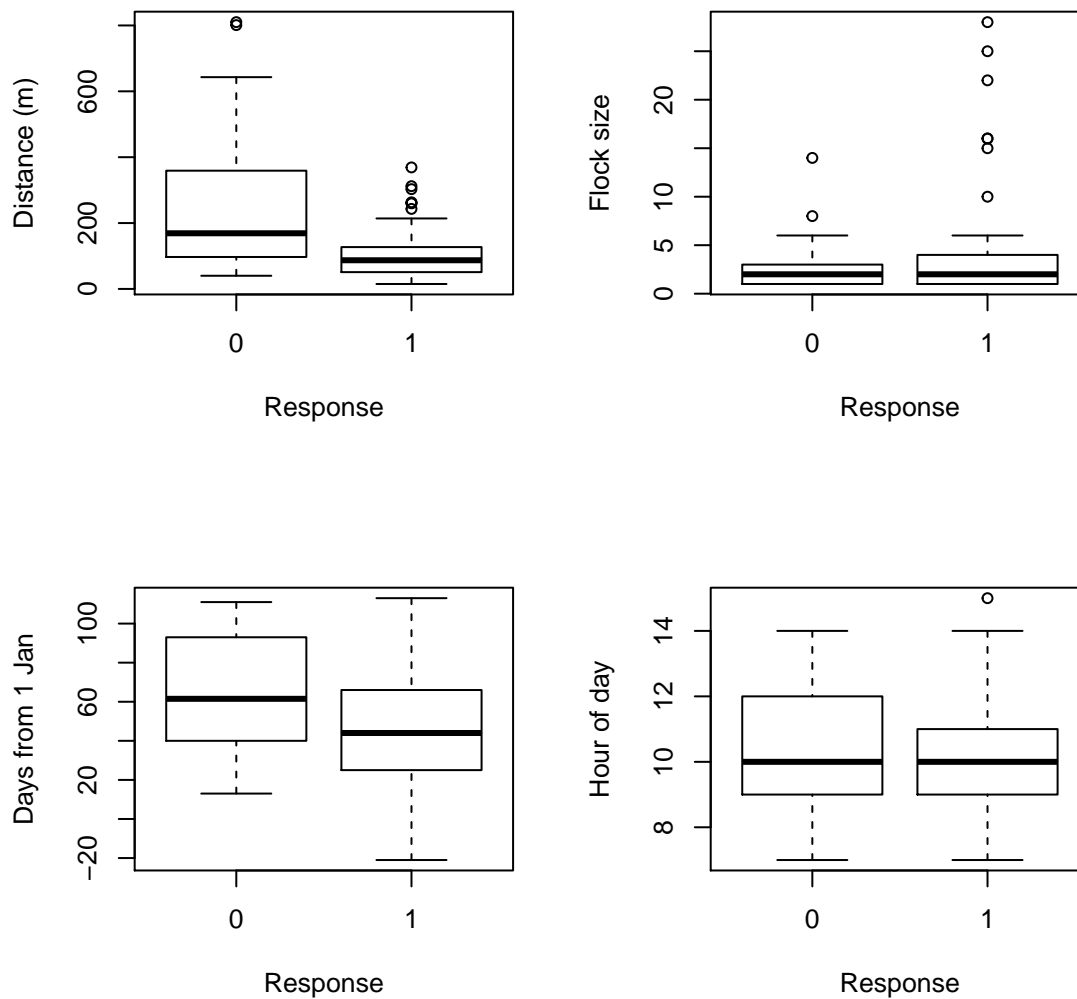 Distance (m)
0
200
600
0
1
Response
Flock size
0
5
10
20
0
1
Response
Days from 1 Jan
−20
20
60
100
0
1
Response
Hour of day
8
10
12
14
0
1
Response